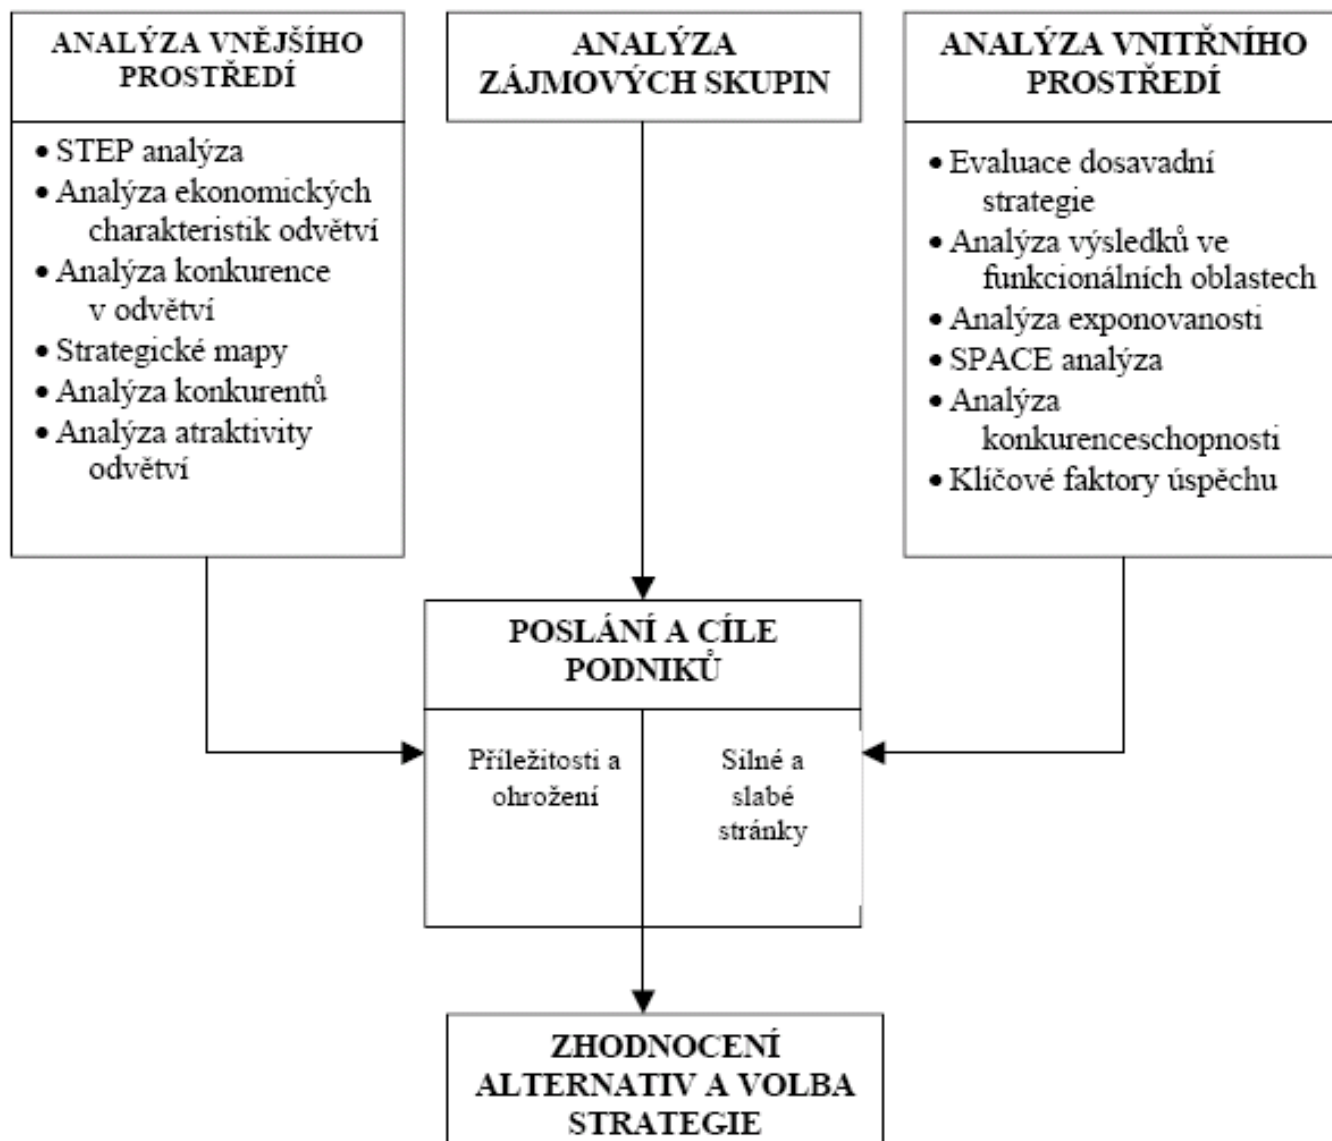 ANALÝZA VNĚJŠÍHO
PROSTŘEDÍ
• STEP analýza
• Analýza ekonomických
charakteristik odvětví
• Analýza konkurence
v odvětví
• Strategické mapy
• Analýza konkurentů
• Analýza atraktivity
odvětví
ANALÝZA
ZÁJMOVÝCH SKUPIN
ANALÝZA VNITŘNÍHO
PROSTŘEDÍ
• Evaluace dosavadní
strategie
• Analýza výsledků ve
funkcionálních oblastech
• Analýza exponovanosti
• SPACE analýza
• Analýza
konkurenceschopnosti
• Klíčové faktory úspěchu
POSLÁNÍ A CÍLE
PODNIKŮ
Příležitosti a
ohrožení
Silné a
slabé
stránky
ZHODNOCENÍ
ALTERNATIV A VOLBA
STRATEGIE